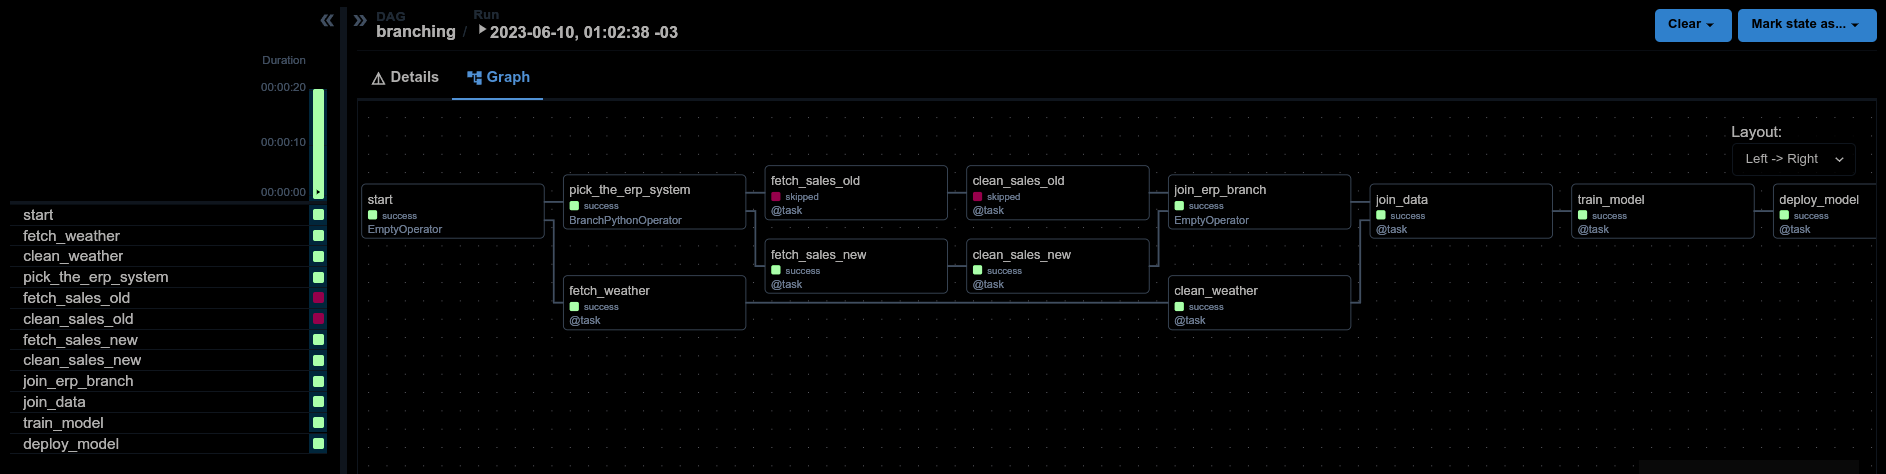 DAG
branching /
Run
2023-06-10, 01:02:38 -03
Clear
Mark state as...
Details
Graph
Duration
00:00:20
00:00:10
00:00:00
start
fetch_weather
clean_weather
pick_the_erp_system
fetch_sales_old
clean_sales_old
fetch_sales_new
clean_sales_new
join_erp_branch
join_data
train_model
deploy_model
Layout:
Left -> Right
start
success
EmptyOperator
pick_the_erp_system
success
BranchPythonOperator
fetch_weather
success
@task
fetch_sales_old
skipped
@task
fetch_sales_new
success
@task
clean_sales_old
skipped
@task
clean_sales_new
success
@task
join_erp_branch
success
EmptyOperator
clean_weather
success
@task
join_data
success
@task
train_model
success
@task
deploy_model
success
@task